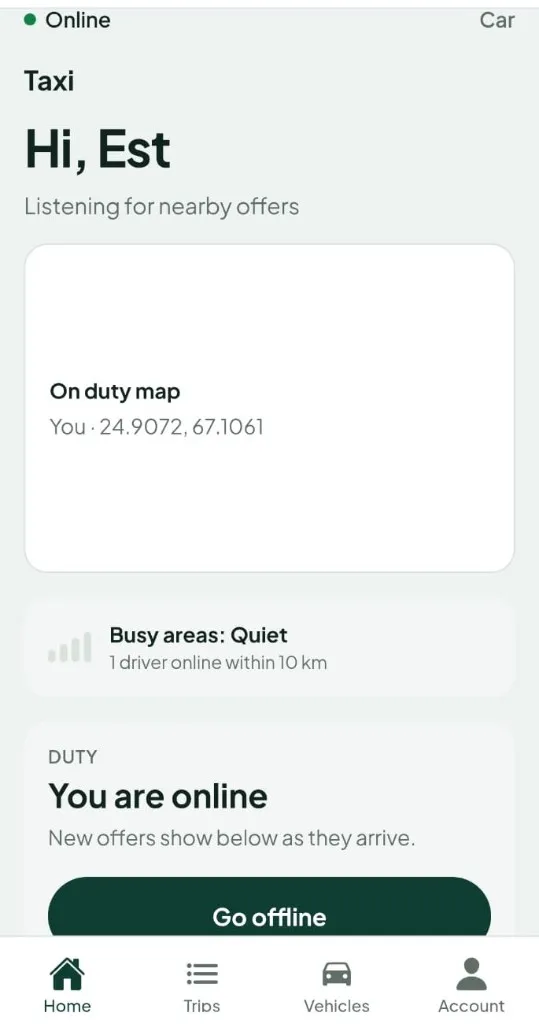 Online
Car
Taxi
Hi, Est
Listening for nearby offers
On duty map
You · 24.9072, 67.1061
Busy areas: Quiet
1 driver online within 10 km
DUTY
You are online
New offers show below as they arrive.
Go offline
Home
Trips
Vehicles
Account